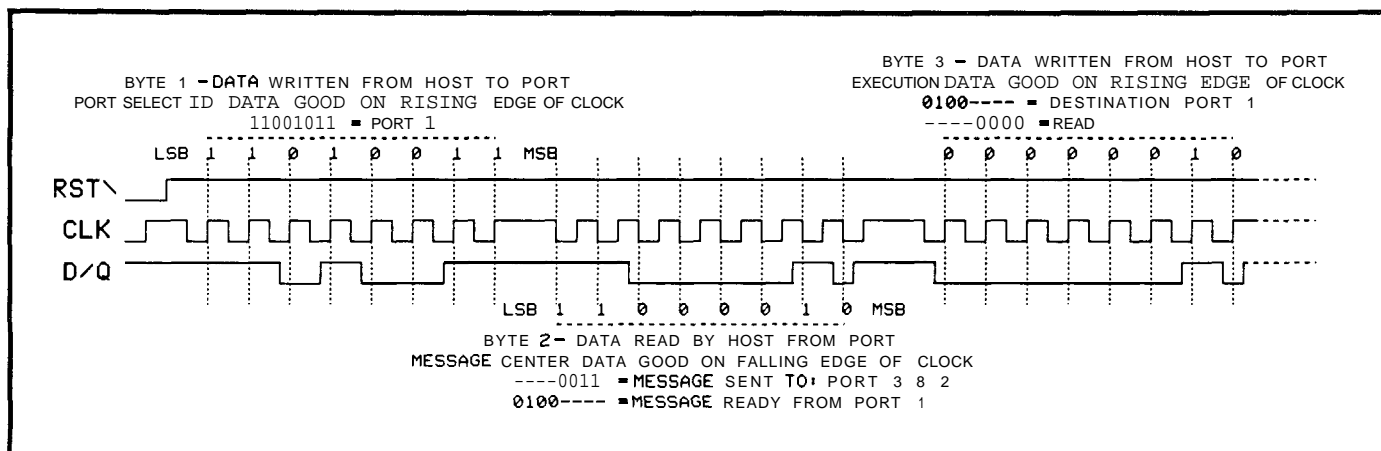 BYTE 1 - DATA WRITTEN FROM HOST TO PORT
PORT SELECT ID DATA GOOD ON RISING EDGE OF CLOCK
11001011 = PORT 1
LSB 1 1 0 1 0 0 1 1 MSB
BYTE 3 - DATA WRITTEN FROM HOST TO PORT
EXECUTION DATA GOOD ON RISING EDGE OF CLOCK
0100---- = DESTINATION PORT 1
----0000 = READ
0 0 0 0 0 0 1 0
RST\
CLK
D/Q
LSB 1 1 0 0 0 0 1 0 MSB
BYTE 2- DATA READ BY HOST FROM PORT
MESSAGE CENTER DATA GOOD ON FALLING EDGE OF CLOCK
----0011 = MESSAGE SENT TO: PORT 3 8 2
0100---- = MESSAGE READY FROM PORT 1